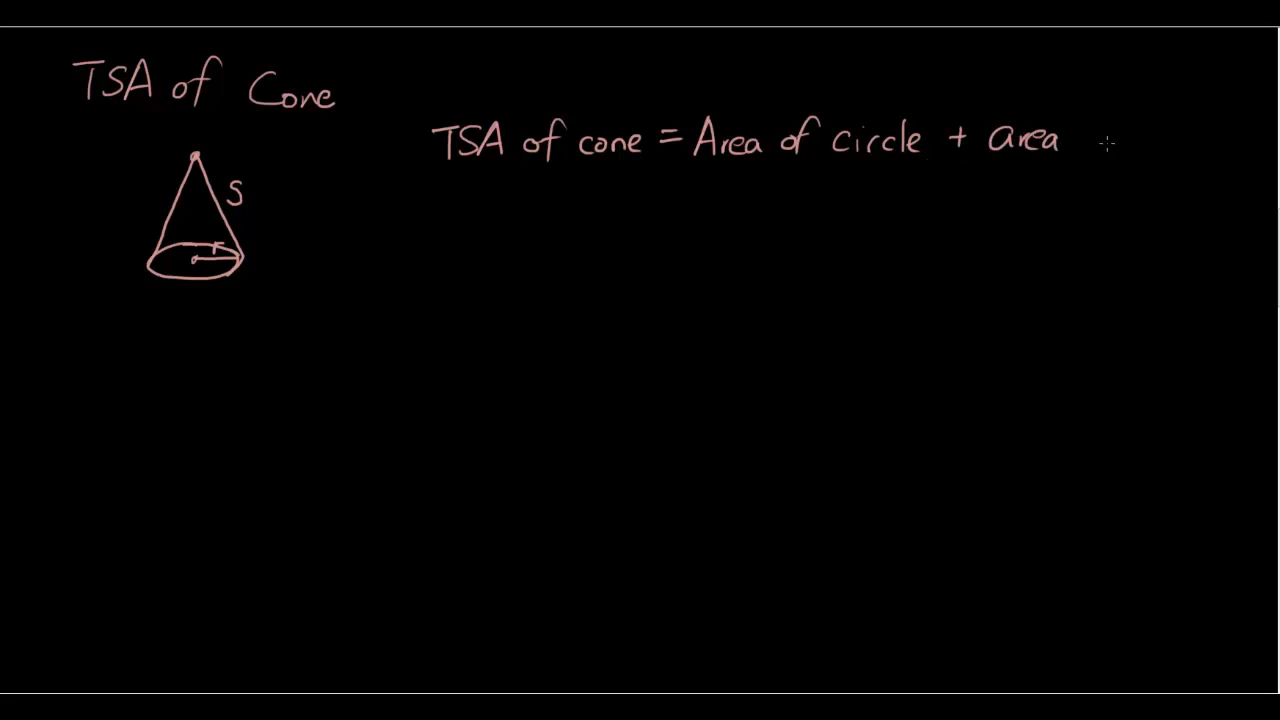 TSA of Cone
TSA of cone = Area of circle + area
S
r